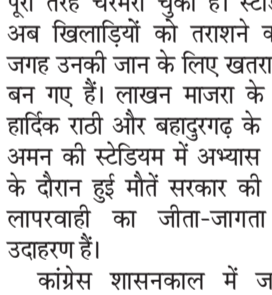 पूरी तरह चरमरा चुकी है।
अब खिलाड़ियों को तराशने
जगह उनकी जान के लिए खतरा
बन गए हैं। लाखन माजरा के
हार्दिक राठी और बहादुरगढ़ के
अमन की स्टेडियम में अभ्यास
के दौरान हुई मौतें सरकार की
लापरवाही का जीता-जागता
उदाहरण हैं।
कांग्रेस शासनकाल में